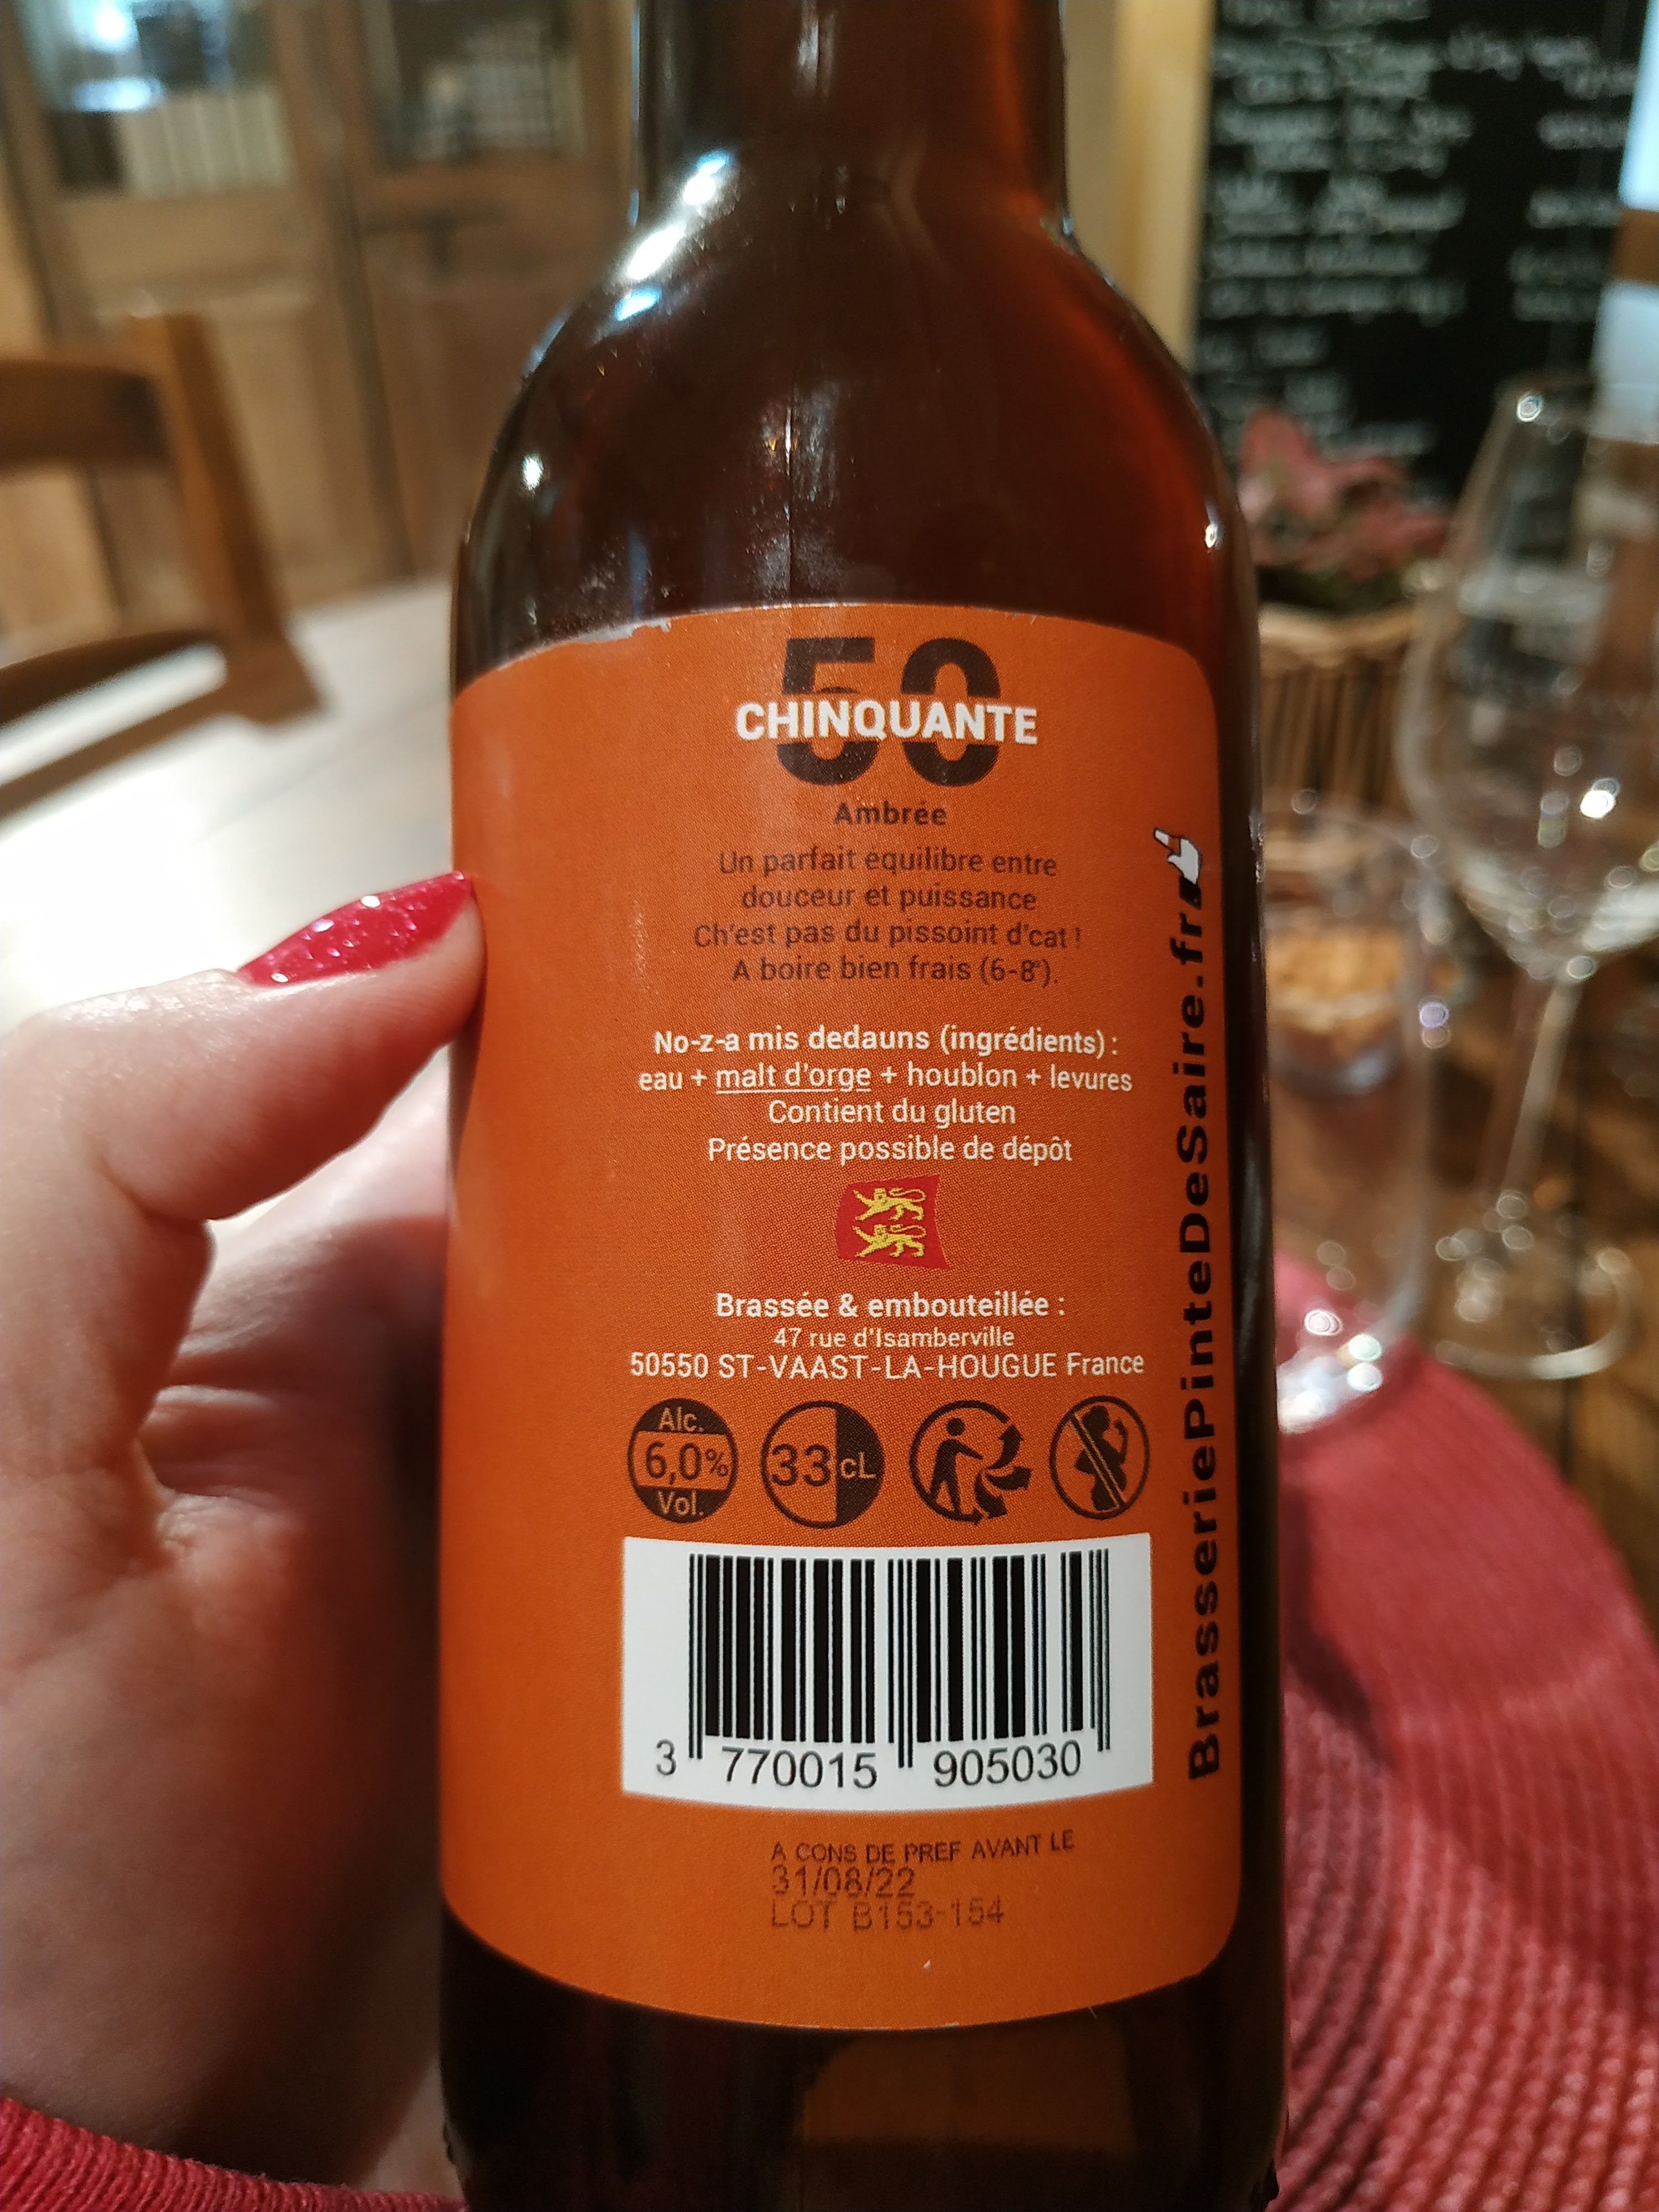 50
CHINQUANTE
Ambrée
Un parfait équilibre entre
douceur et puissance
Ch'est pas du pissoint d'cat !
A boire bien frais (6-8°).
No-z-a mis dedauns (ingrédients) :
eau + malt d'orge + houblon + levures
Contient du gluten
Présence possible de dépôt
Brassée & embouteillée :
47 rue d'Isamberville
50550 ST-VAAST-LA-HOUGUE France
Alc.
6,0%
Vol.
33cL
3 770015 905030
A CONS DE PREF AVANT LE
31/08/22
LOT B153-154
BrasseriePinteDeSaire.fr